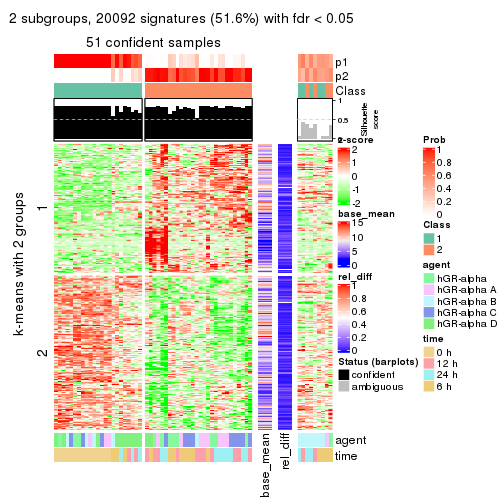 2 subgroups, 20092 signatures (51.6%) with fdr < 0.05
51 confident samples
p1
p2
Class
1
0.5
0
Silhouette score
k-means with 2 groups
1
2
z-score
2
1
0
-1
-2
base_mean
15
10
5
0
rel_diff
1
0.8
0.6
0.4
0.2
0
Status (barplots)
confident
ambiguous
Prob
1
0.8
0.6
0.4
0.2
0
Class
1
2
agent
hGR-alpha
hGR-alpha A
hGR-alpha B
hGR-alpha C
hGR-alpha D
time
0 h
12 h
24 h
6 h
agent
time
base_mean
rel_diff